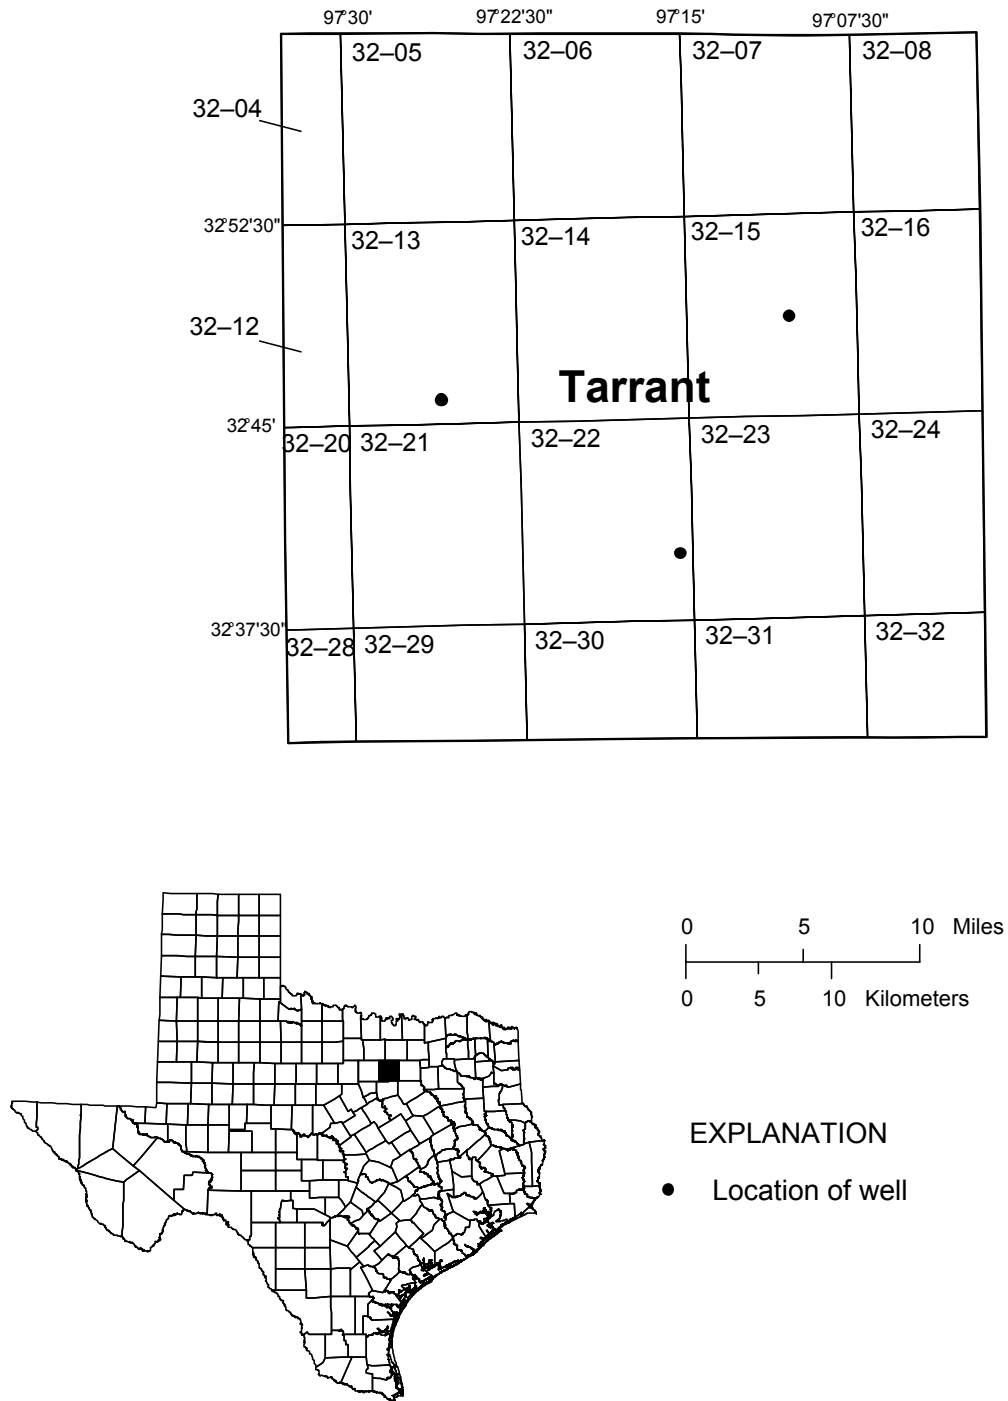 97°30' 97°22'30" 97°15' 97°07'30"
32–05 32–06 32–07 32–08
32–04
32°52'30"
32–13 32–14 32–15 32–16
32–12
Tarrant
32°45'
32–20 32–21 32–22 32–23 32–24
32°37'30"
32–28 32–29 32–30 32–31 32–32
0 5 10 Miles
0 5 10 Kilometers
EXPLANATION
Location of well